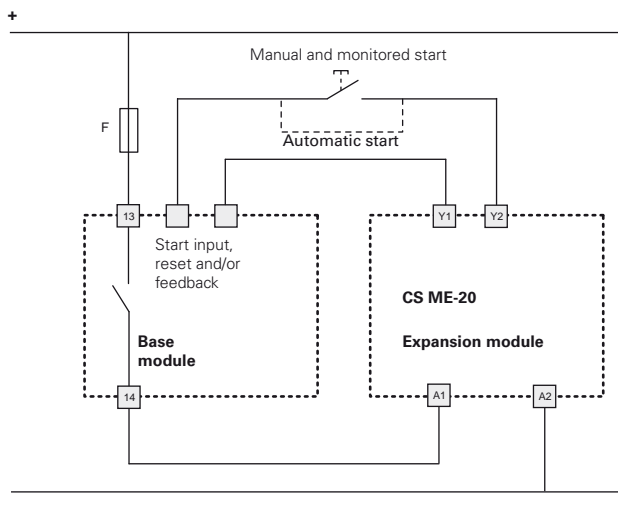 +
Manual and monitored start
F
Automatic start
13
Y1
Y2
Start input,
reset and/or
feedback
CS ME-20
Base
module
Expansion module
14
A1
A2